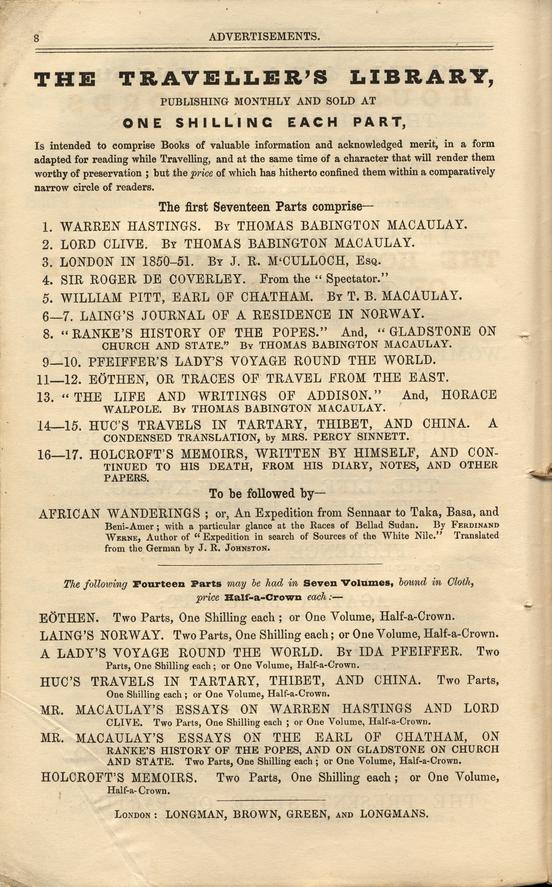 8 ADVERTISEMENTS.
THE TRAVELLER'S LIBRARY,
PUBLISHING MONTHLY AND SOLD AT
ONE SHILLING EACH PART,
Is intended to comprise Books of valuable information and acknowledged merit, in a form
adapted for reading while Travelling, and at the same time of a character that will render them
worthy of preservation ; but the price of which has hitherto confined them within a comparatively
narrow circle of readers.
The first Seventeen Parts comprise—
1. WARREN HASTINGS. By THOMAS BABINGTON MACAULAY.
2. LORD CLIVE. By THOMAS BABINGTON MACAULAY.
3. LONDON IN 1850–51. By J. R. M‘CULLOCH, Esq.
4. SIR ROGER DE COVERLEY. From the “ Spectator.”
5. WILLIAM PITT, EARL OF CHATHAM. By T. B. MACAULAY.
6—7. LAING'S JOURNAL OF A RESIDENCE IN NORWAY.
8. “ RANKE'S HISTORY OF THE POPES.” And, “ GLADSTONE ON
CHURCH AND STATE.” By THOMAS BABINGTON MACAULAY.
9—10. PFEIFFER'S LADY'S VOYAGE ROUND THE WORLD.
11—12. EÖTHEN, OR TRACES OF TRAVEL FROM THE EAST.
13. “ THE LIFE AND WRITINGS OF ADDISON.” And, HORACE
WALPOLE. By THOMAS BABINGTON MACAULAY.
14—15. HUC'S TRAVELS IN TARTARY, THIBET, AND CHINA. A
CONDENSED TRANSLATION, by MRS. PERCY SINNETT.
16—17. HOLCROFT'S MEMOIRS, WRITTEN BY HIMSELF, AND CON-
TINUED TO HIS DEATH, FROM HIS DIARY, NOTES, AND OTHER
PAPERS.
To be followed by—
AFRICAN WANDERINGS ; or, An Expedition from Sennaar to Taka, Basa, and
Beni-Amer ; with a particular glance at the Races of Bellad Sudan. By FERDINAND
WERNE, Author of “ Expedition in search of Sources of the White Nile.” Translated
from the German by J. R. JOHNSTON.
The following Fourteen Parts may be had in Seven Volumes, bound in Cloth,
price Half-a-Crown each :—
EÖTHEN. Two Parts, One Shilling each ; or One Volume, Half-a-Crown.
LAING'S NORWAY. Two Parts, One Shilling each ; or One Volume, Half-a-Crown.
A LADY'S VOYAGE ROUND THE WORLD. By IDA PFEIFFER. Two
Parts, One Shilling each ; or One Volume, Half-a-Crown.
HUC'S TRAVELS IN TARTARY, THIBET, AND CHINA. Two Parts,
One Shilling each ; or One Volume, Half-a-Crown.
MR. MACAULAY'S ESSAYS ON WARREN HASTINGS AND LORD
CLIVE. Two Parts, One Shilling each ; or One Volume, Half-a-Crown.
MR. MACAULAY'S ESSAYS ON THE EARL OF CHATHAM, ON
RANKE'S HISTORY OF THE POPES, AND ON GLADSTONE ON CHURCH
AND STATE. Two Parts, One Shilling each ; or One Volume, Half-a-Crown.
HOLCROFT'S MEMOIRS. Two Parts, One Shilling each ; or One Volume,
Half-a-Crown.
LONDON : LONGMAN, BROWN, GREEN, AND LONGMANS.